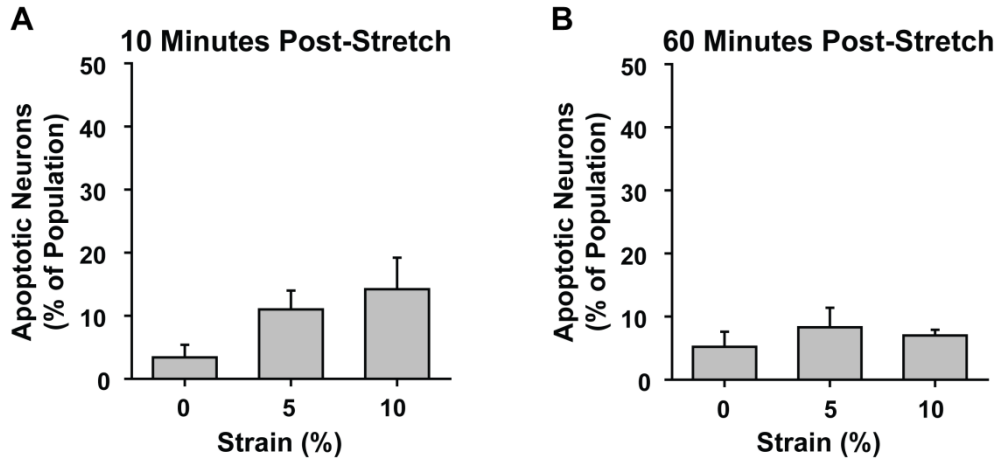 A
10 Minutes Post-Stretch
Apoptotic Neurons
(% of Population)
50
40
30
20
10
0
0 5 10
Strain (%)
B
60 Minutes Post-Stretch
Apoptotic Neurons
(% of Population)
50
40
30
20
10
0
0 5 10
Strain (%)